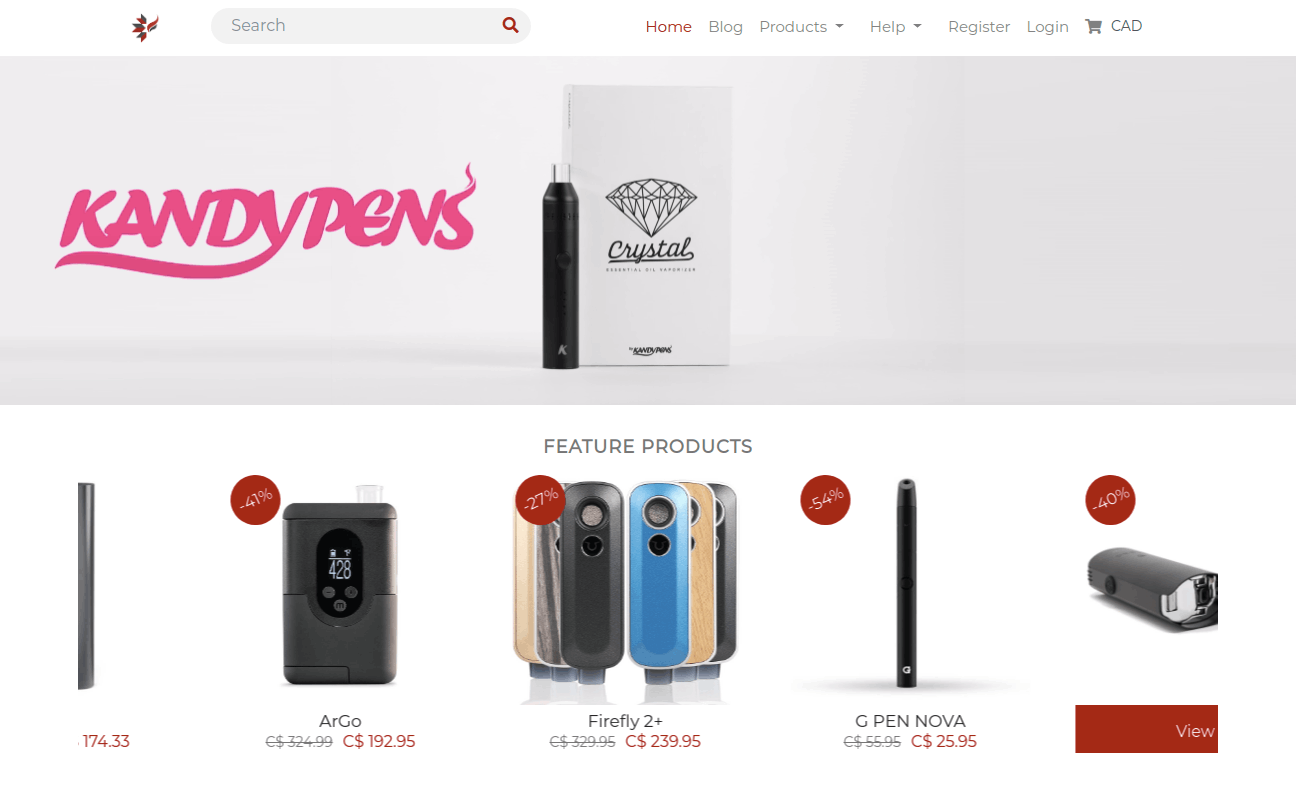 Search
Home Blog Products Help Register Login CAD
KANDYPENS
Crystal
ESSENTIAL OIL VAPORIZER
by KANDYPENS
K
FEATURE PRODUCTS
-41%
-27%
-54%
-40%
428
G
174.33
ArGo
C$ 324.99 C$ 192.95
Firefly 2+
C$ 329.95 C$ 239.95
G PEN NOVA
C$ 55.95 C$ 25.95
View